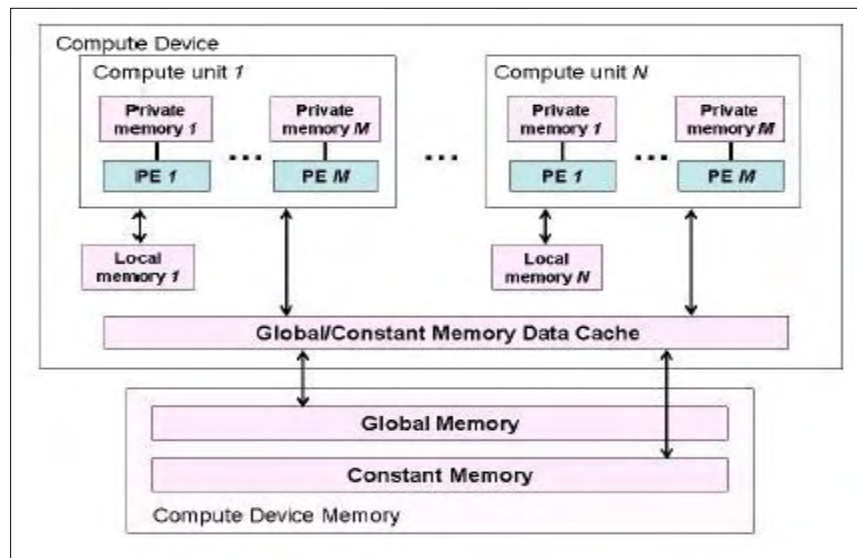 Compute Device
Compute unit 1
Compute unit N
Private
memory 1
Private
memory M
Private
memory 1
Private
memory M
...
...
...
PE 1
PE M
PE 1
PE M
Local
memory 1
Local
memory N
Global/Constant Memory Data Cache
Global Memory
Constant Memory
Compute Device Memory